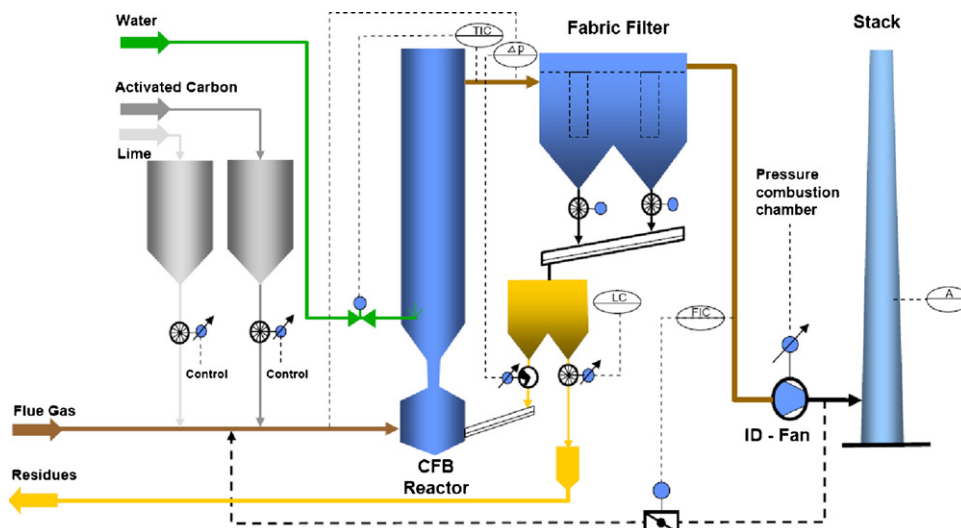 Water
Activated Carbon
Lime
Control
Control
Flue Gas
Residues
TIC
Δp
Fabric Filter
Stack
Pressure
combustion
chamber
LC
FIC
A
CFB
Reactor
ID - Fan